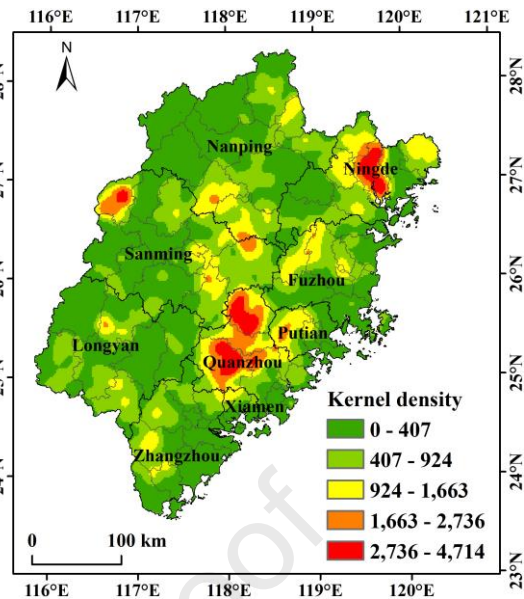 116°E 117°E 118°E 119°E 120°E 121°E
N
28°N
Nanping
Ningde
27°N
Sanming
26°N
Fuzhou
Putian
Longyan
Quanzhou
25°N
Xiamen
Kernel density
0 - 407
407 - 924
Zhangzhou
24°N
924 - 1,663
1,663 - 2,736
2,736 - 4,714
0 100 km
23°N
116°E 117°E 118°E 119°E 120°E
oof